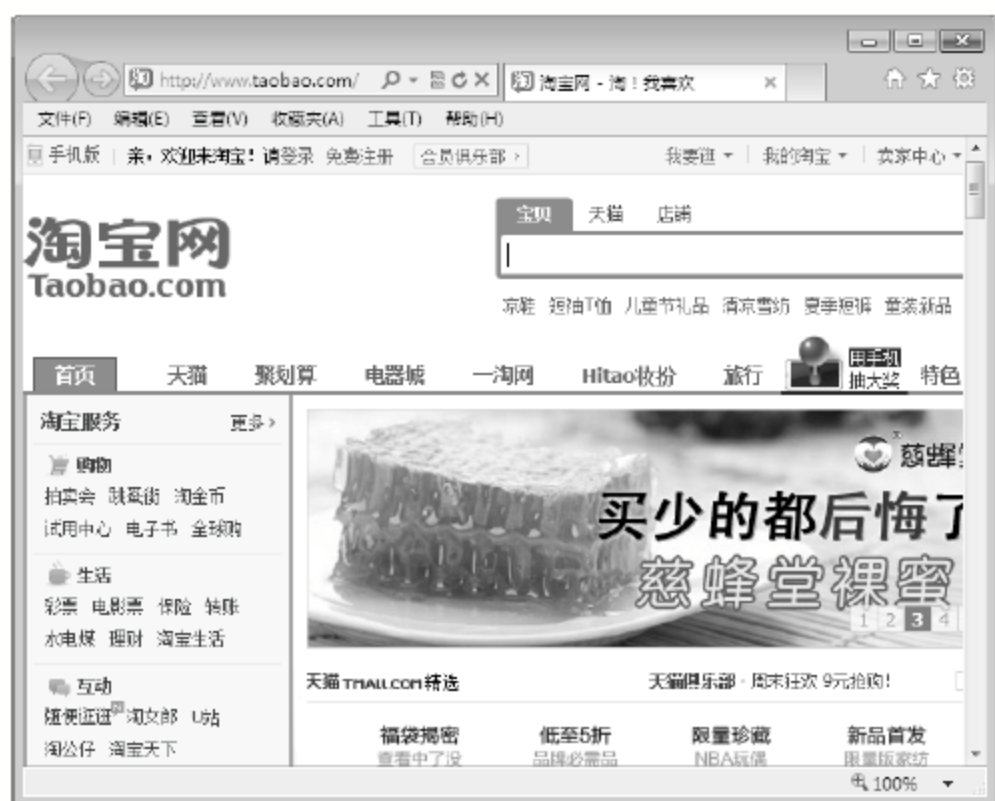 http://www.taobao.com/
淘宝网 - 淘！我喜欢
文件(F) 编辑(E) 查看(V) 收藏夹(A) 工具(T) 帮助(H)
手机版 亲，欢迎来淘宝！请登录 免费注册 会员俱乐部 > 我要逛 我的淘宝 卖家中心
宝贝 天猫 店铺
淘宝网
Taobao.com
凉鞋 短袖T恤 儿童节礼品 清凉雪纺 夏季短裤 童装新品
首页 天猫 聚划算 电器城 一淘网 Hitao妆扮 旅行 用手机 特色
抽大奖
淘宝服务 更多 >
购物
拍卖会 跳蚤街 淘金币
试用中心 电子书 全球购
生活
彩票 电影票 保险 转账
水电煤 理财 淘宝生活
互动
随便逛逛 淘女郎 U站
淘公仔 淘宝天下
慈蜂堂
买少的都后悔了
慈蜂堂裸蜜
1 2 3 4
天猫TMALL.COM精选 天猫俱乐部·周末狂欢 9元抢购!
福袋揭密 低至5折 限量珍藏 新品首发
查看中了没 品牌必需品 NBA玩偶 限量版家纺
100%